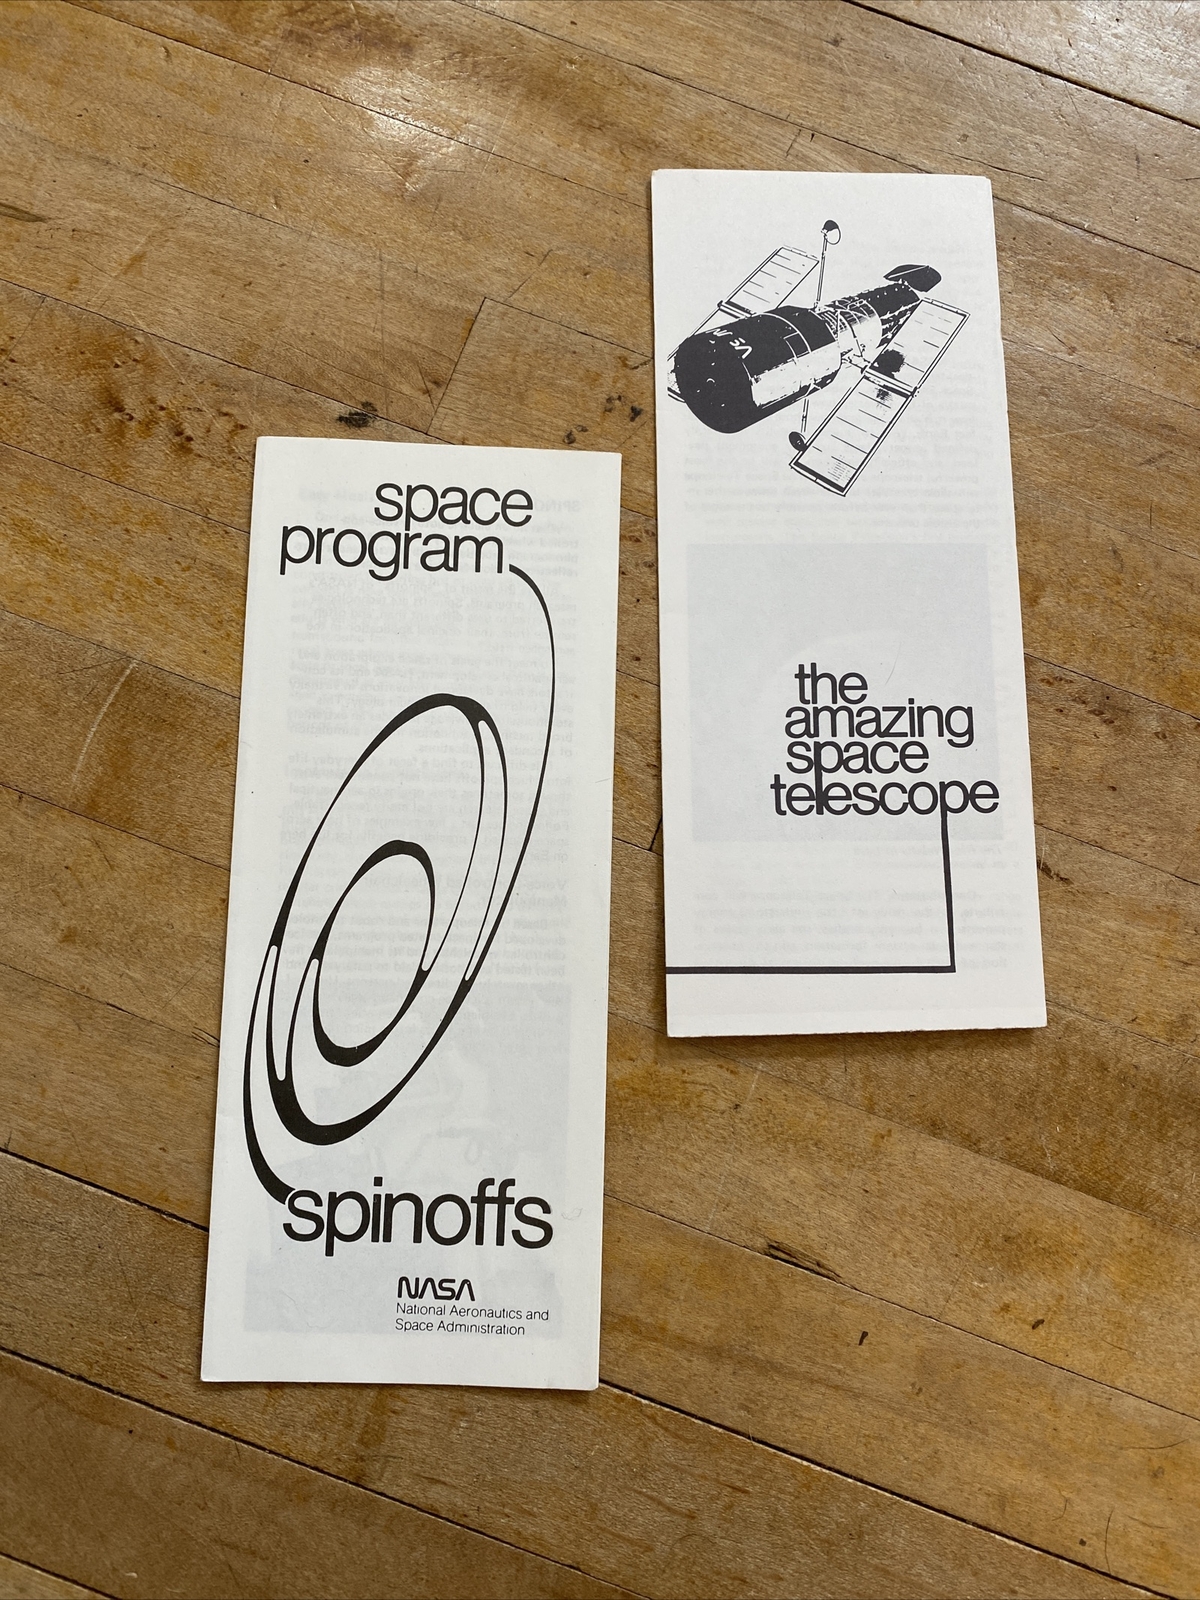 space
program
spinoffs
NASA
National Aeronautics and
Space Administration
the
amazing
space
telescope